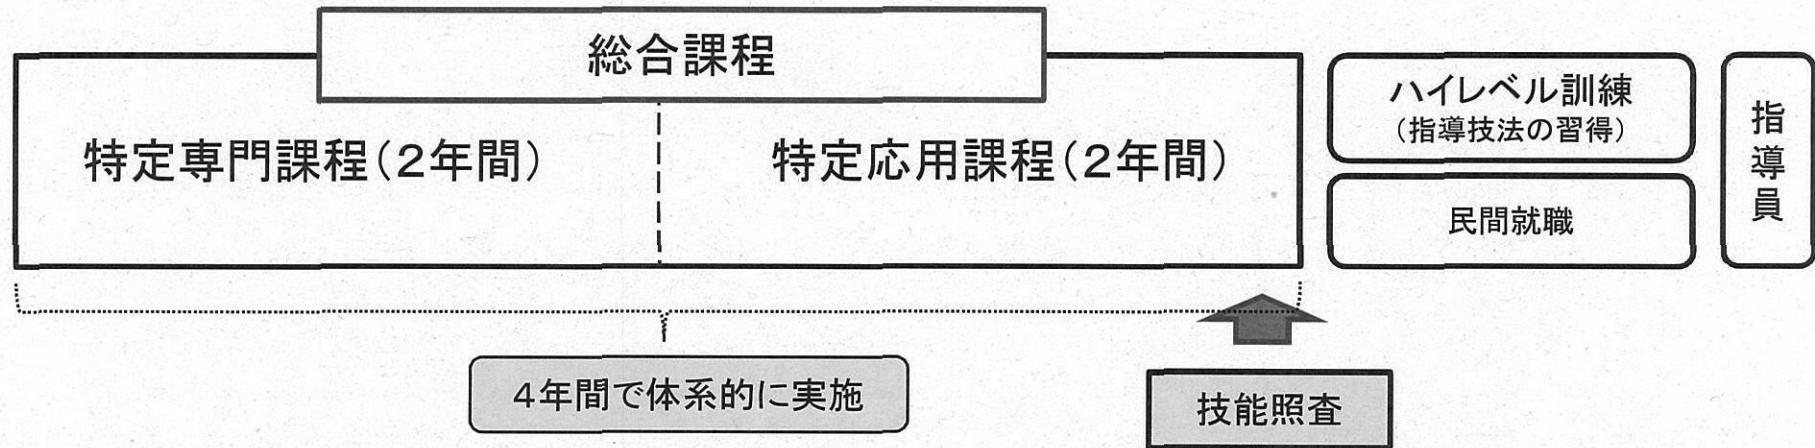 総合課程
特定専門課程(2年間)
特定応用課程(2年間)
ハイレベル訓練
(指導技法の習得)
民間就職
指導員
4年間で体系的に実施
技能照査